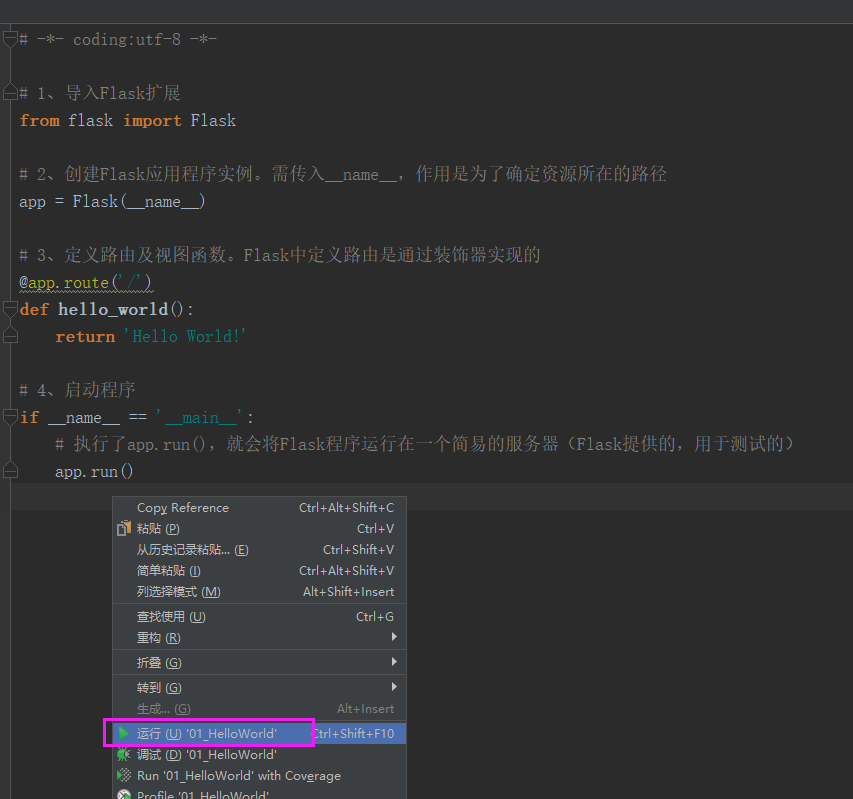 # -*- coding:utf-8 -*-
# 1、导入Flask扩展
from flask import Flask
# 2、创建Flask应用程序实例。需传入__name__，作用是为了确定资源所在的路径
app = Flask(__name__)
# 3、定义路由及视图函数。Flask中定义路由是通过装饰器实现的
@app.route('/')
def hello_world():
return 'Hello World!'
# 4、启动程序
if __name__ == '__main__':
# 执行了app.run()，就会将Flask程序运行在一个简易的服务器（Flask提供的，用于测试的）
app.run()
Copy Reference Ctrl+Alt+Shift+C
粘贴 (P) Ctrl+V
从历史记录粘贴... (E) Ctrl+Shift+V
简单粘贴 (I) Ctrl+Alt+Shift+V
列选择模式 (M) Alt+Shift+Insert
查找使用 (U) Ctrl+G
重构 (R)
折叠 (G)
转到 (G)
生成... (G) Alt+Insert
运行 (U) '01_HelloWorld' Ctrl+Shift+F10
调试 (D) '01_HelloWorld'
Run '01_HelloWorld' with Coverage
Profile '01_HelloWorld'